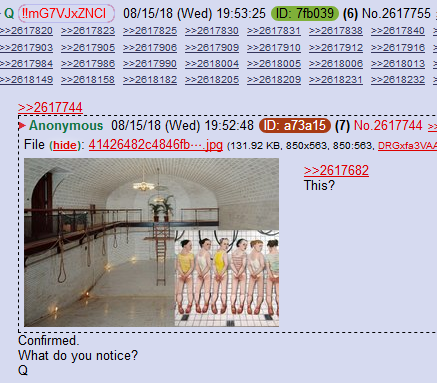 Q !!mG7VJxZNCI 08/15/18 (Wed) 19:53:25 ID: 7fb039 (6) No.2617755
>>2617820 >>2617823 >>2617825 >>2617830 >>2617831 >>2617838 >>2617840
>>2617903 >>2617905 >>2617906 >>2617909 >>2617910 >>2617912 >>2617916
>>2617978 >>2617986 >>2617990 >>2618004 >>2618005 >>2618006 >>2618013
>>2618149 >>2618158 >>2618182 >>2618205 >>2618209 >>2618231 >>2618232
>>2617744
Anonymous 08/15/18 (Wed) 19:52:48 ID: a73a15 (7) No.2617744 >>
File (hide): 41426482c4846fb⋯.jpg (131.92 KB, 850x563, 850:563, DRGxfa3VAA
>>2617682
This?
Confirmed.
What do you notice?
Q